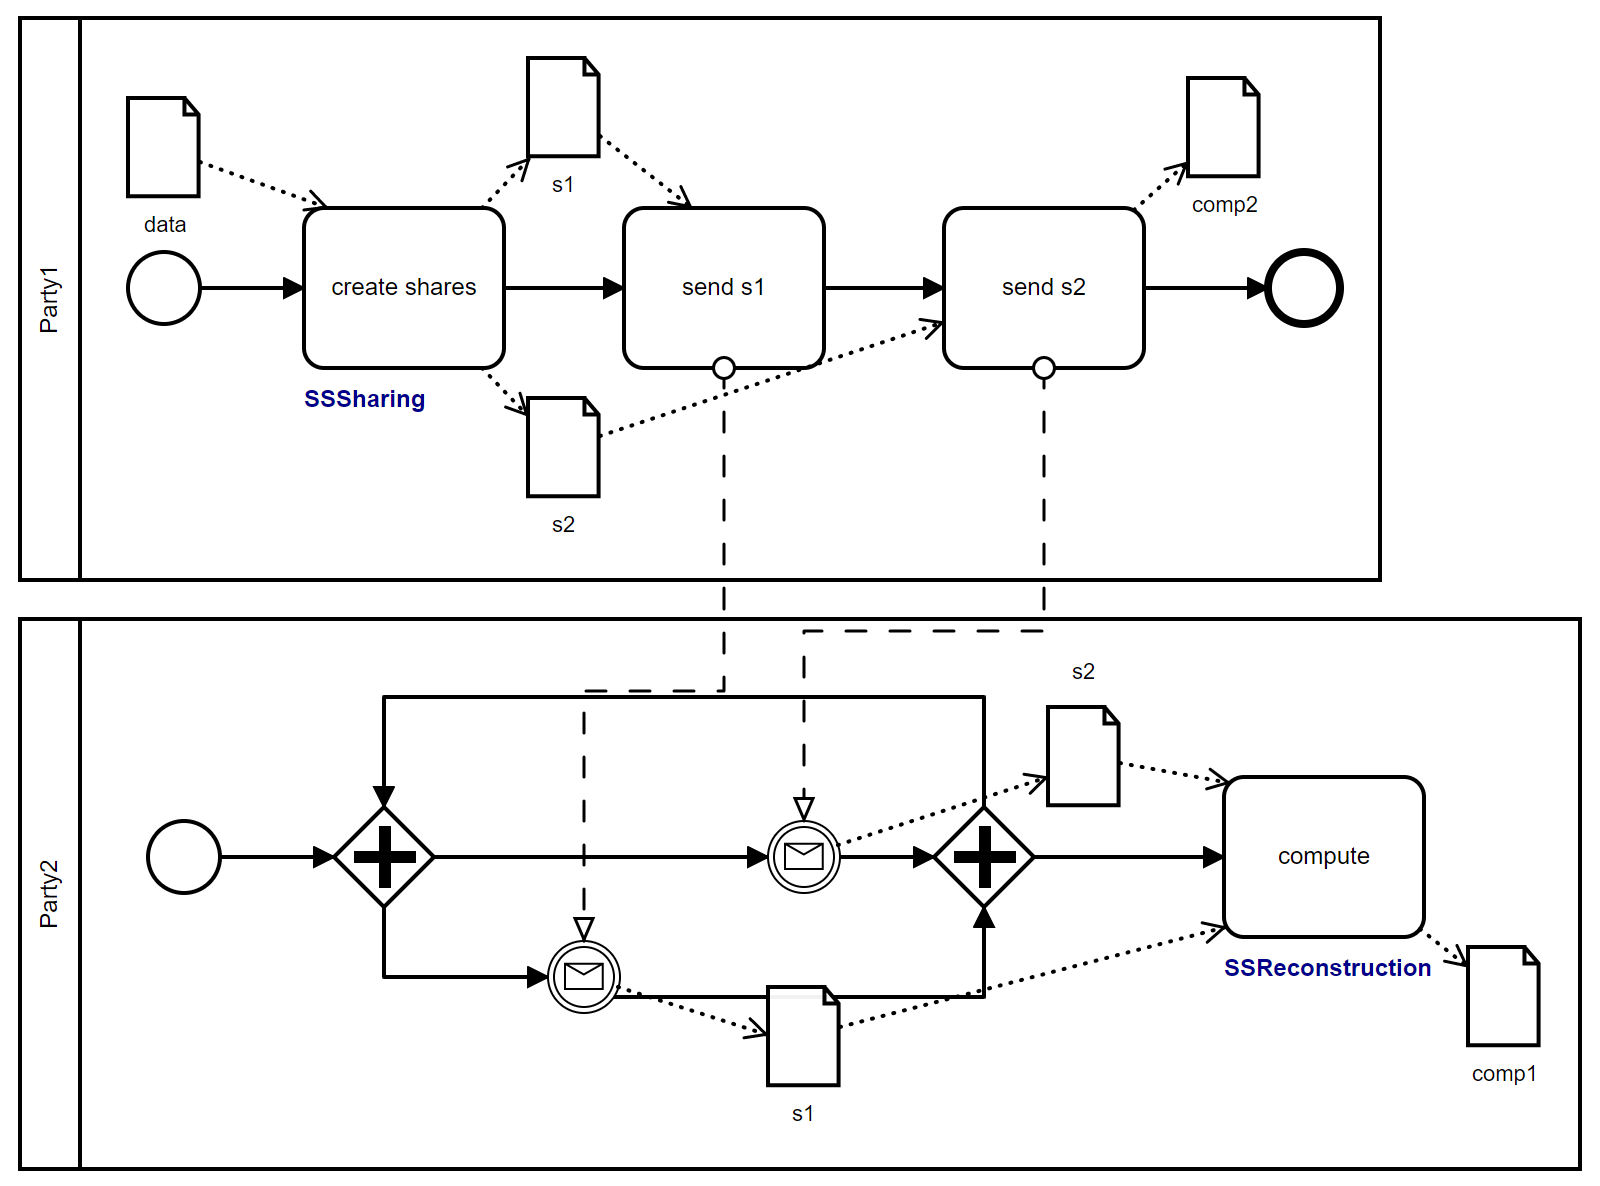 Party1
data
s1
comp2
create shares
send s1
send s2
SSSharing
s2
Party2
s2
compute
SSReconstruction
comp1
s1